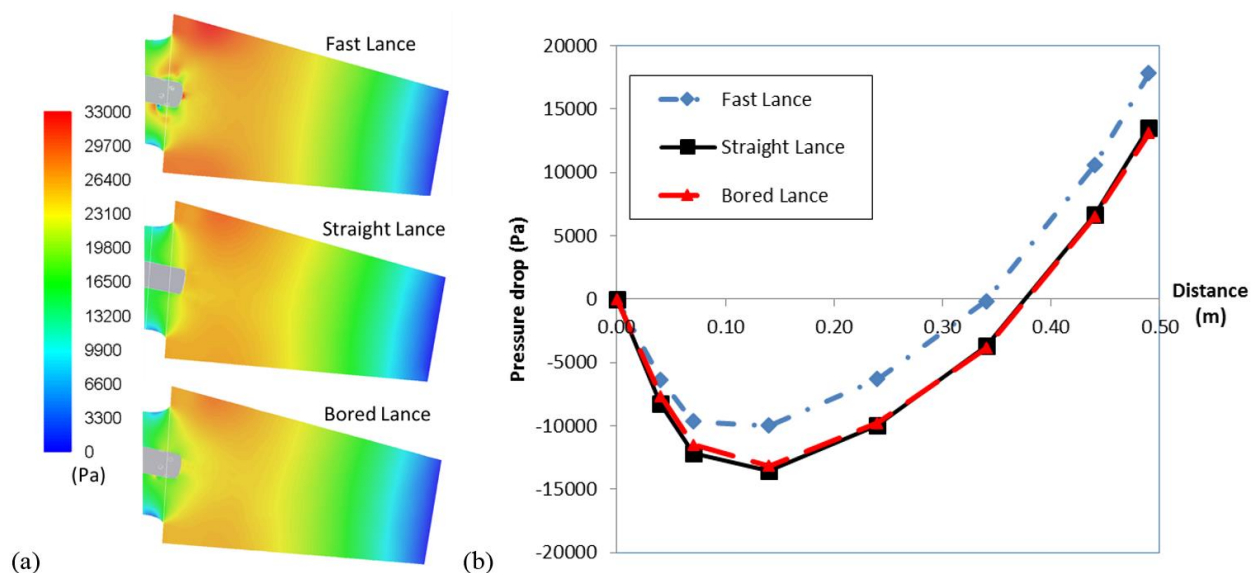 Fast Lance
33000
29700
26400
23100
19800
16500
13200
9900
6600
3300
0
(Pa)
Straight Lance
Bored Lance
(a)
20000
15000
10000
5000
0
-5000
-10000
-15000
-20000
Pressure drop (Pa)
Fast Lance
Straight Lance
Bored Lance
0.00
0.10
0.20
0.30
0.40
0.50
Distance
(m)
(b)